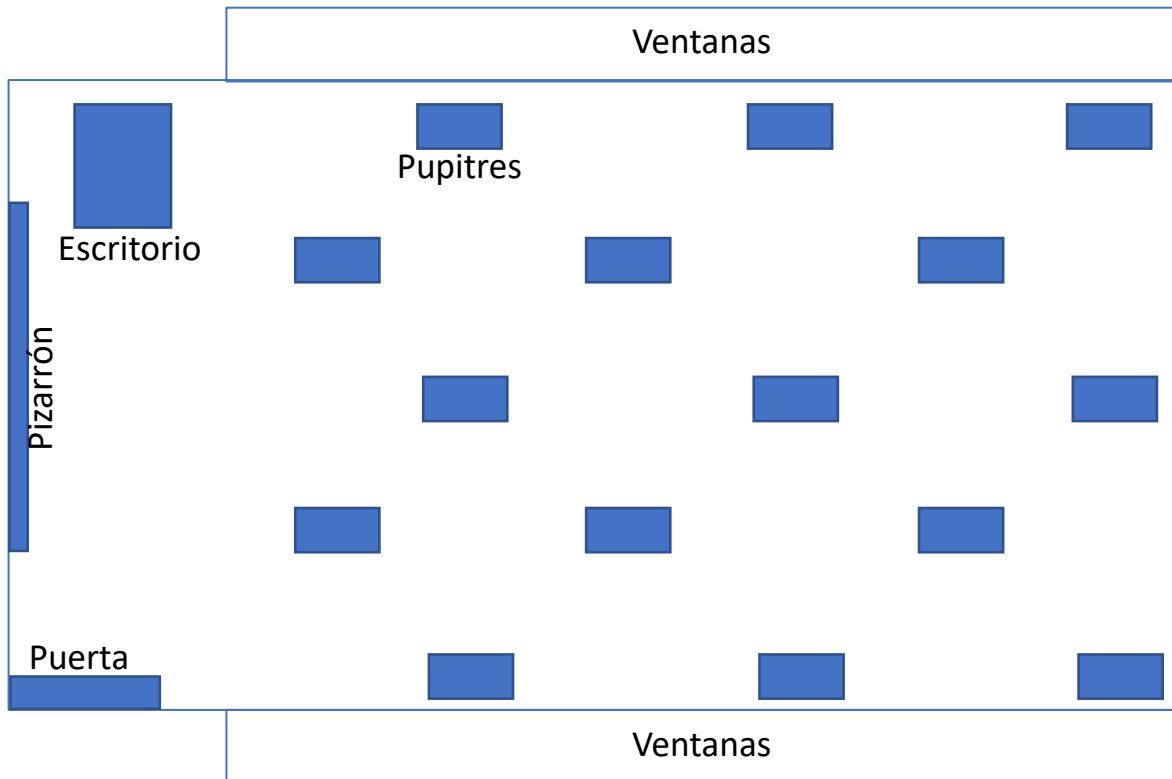 Ventanas
Pupitres
Escritorio
Pizarrón
Puerta
Ventanas